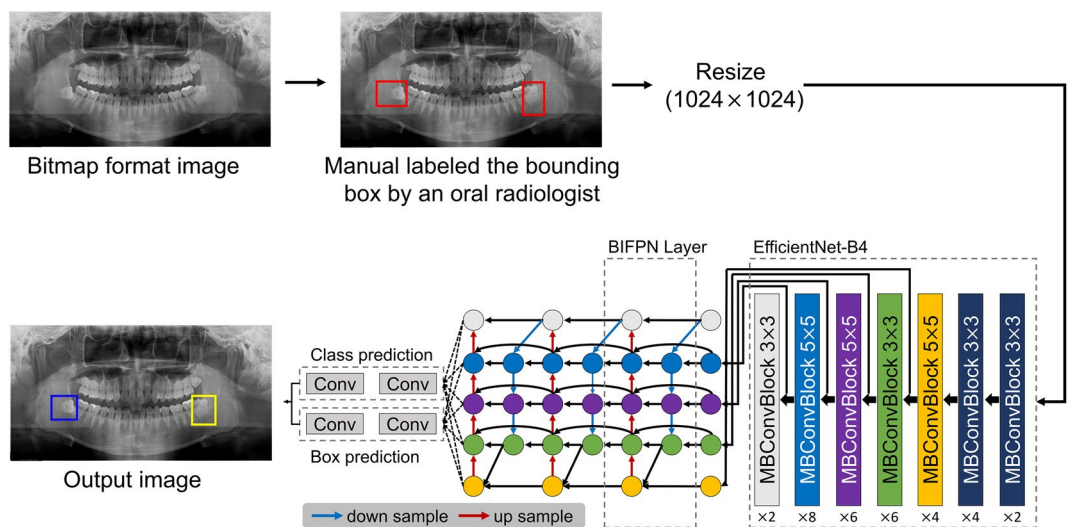 Bitmap format image
Manual labeled the bounding
box by an oral radiologist
Resize
(1024×1024)
BIFPN Layer
EfficientNet-B4
MBConvBlock 3×3
MBConvBlock 5×5
MBConvBlock 5×5
MBConvBlock 3×3
MBConvBlock 5×5
MBConvBlock 3×3
MBConvBlock 3×3
×2 ×8 ×6 ×6 ×4 ×4 ×2
Class prediction
Conv Conv
Conv Conv
Box prediction
Output image
down sample up sample